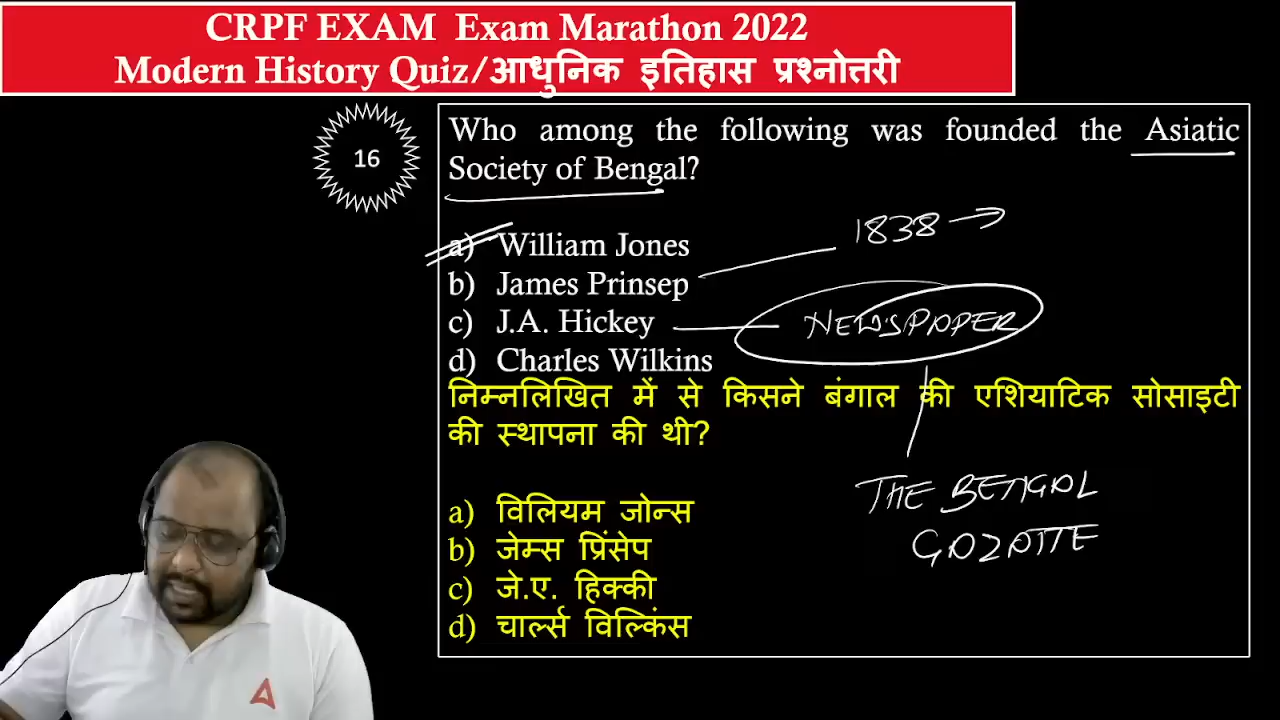 CRPF EXAM Exam Marathon 2022
Modern History Quiz/आधुनिक इतिहास प्रश्नोत्तरी
16
Who among the following was founded the Asiatic
Society of Bengal?
a) William Jones
b) James Prinsep
c) J.A. Hickey
d) Charles Wilkins
1838
NEWSPAPER
निम्नलिखित में से किसने बंगाल की एशियाटिक सोसाइटी
की स्थापना की थी?
a) विलियम जोन्स
b) जेम्स प्रिंसेप
c) जे.ए. हिक्की
d) चार्ल्स विल्किंस
THE BENGAL
GAZATTE